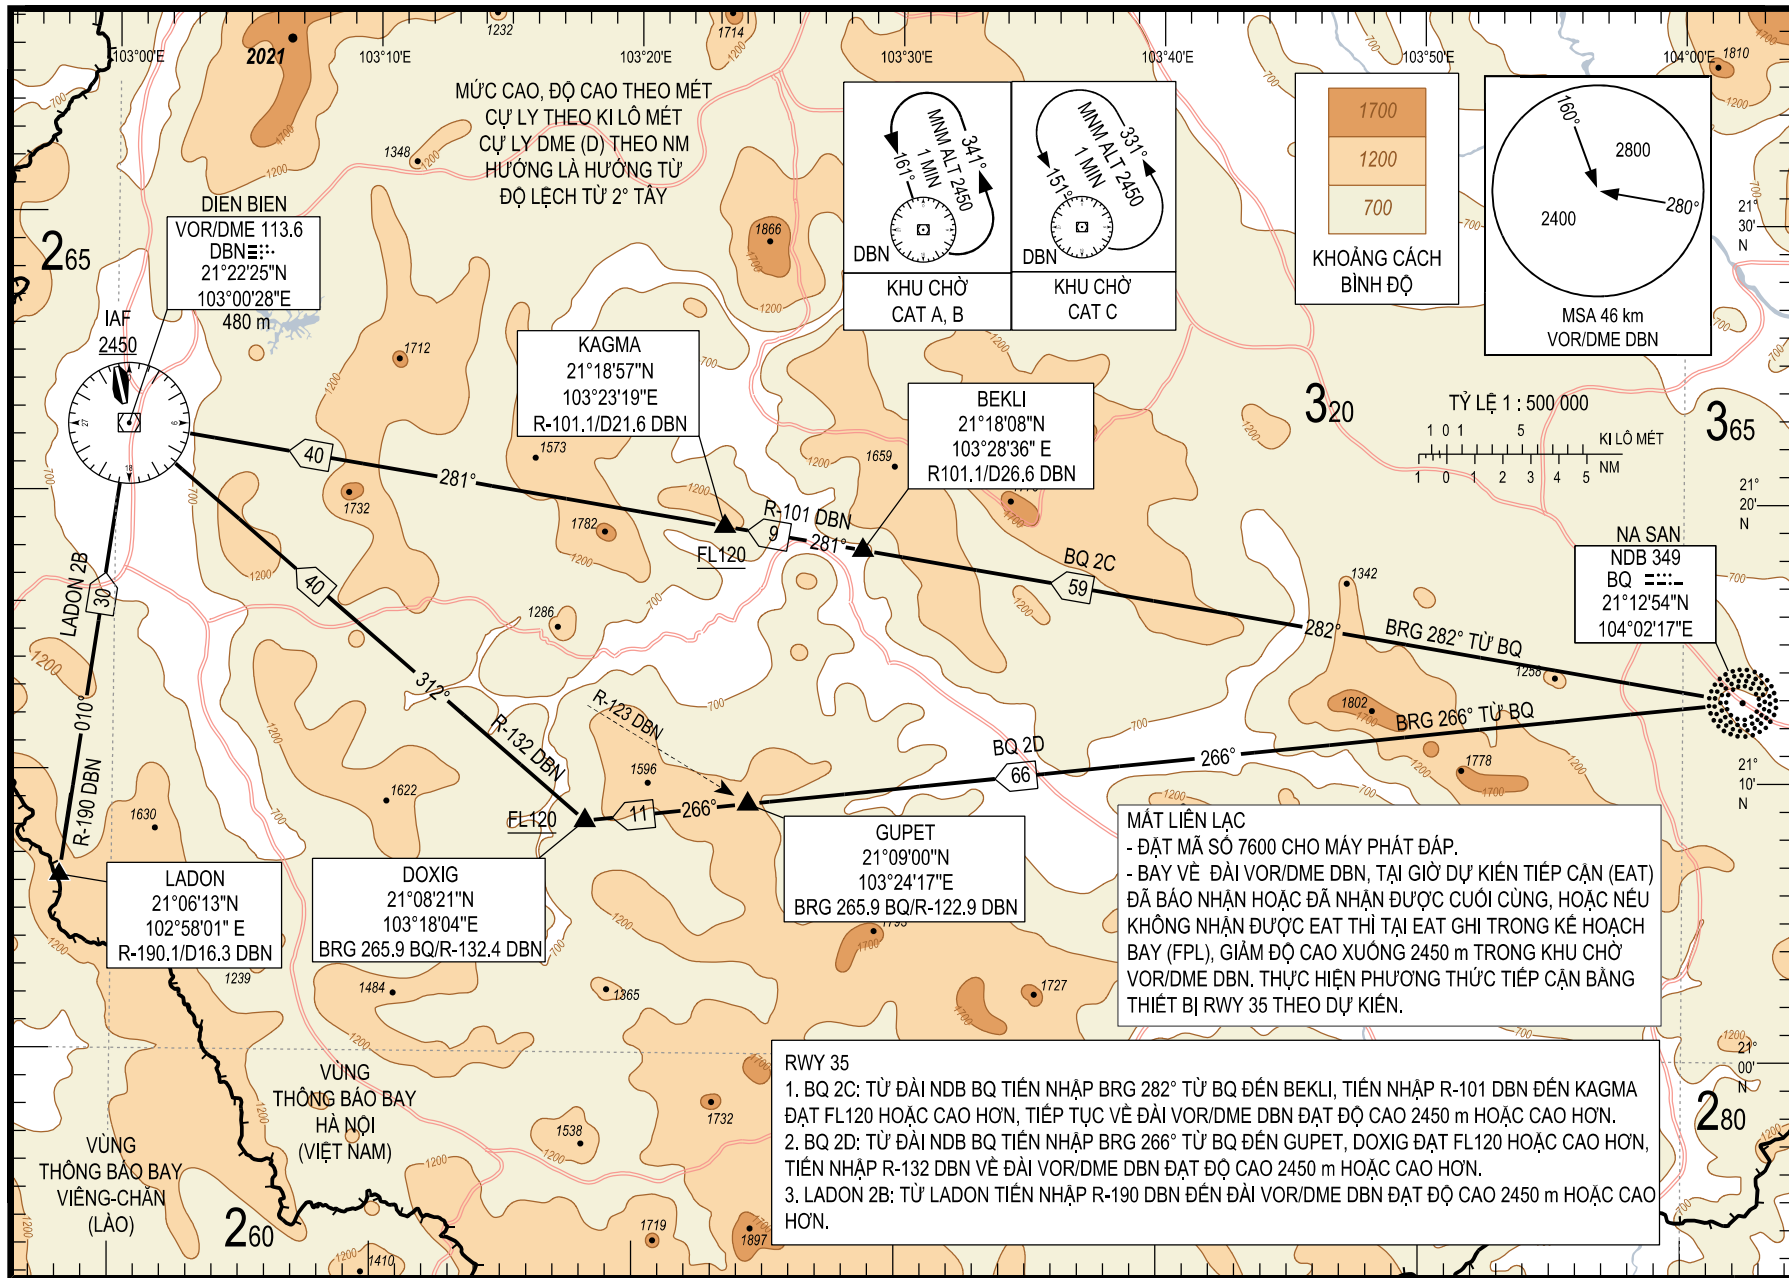 103°00'E
103°10'E
103°20'E
103°30'E
103°40'E
103°50'E
104°00'E
2021
1232
1714
1810
MỨC CAO, ĐỘ CAO THEO MÉT
CỰ LY THEO KI LÔ MÉT
CỰ LY DME (D) THEO NM
HƯỚNG LÀ HƯỚNG TỪ
ĐỘ LỆCH TỪ 2° TÂY
1348
1866
MNM ALT 2450
1 MIN
341°
161°
DBN
KHU CHỜ
CAT A, B
MNM ALT 2450
1 MIN
331°
151°
DBN
KHU CHỜ
CAT C
1700
1200
700
KHOẢNG CÁCH
BÌNH ĐỘ
160°
2800
280°
2400
MSA 46 km
VOR/DME DBN
21°
30'
N
265
DIEN BIEN
VOR/DME 113.6
DBN
21°22'25"N
103°00'28"E
480 m
IAF
2450
1712
KAGMA
21°18'57"N
103°23'19"E
R-101.1/D21.6 DBN
BEKLI
21°18'08"N
103°28'36" E
R101.1/D26,6 DBN
320
TỶ LỆ 1 : 500 000
1 0 1 5
KI LÔ MÉT
NM
1 0 1 2 3 4 5
365
21°
20'
N
40
281°
1573
1659
1732
1782
FL120
R-101 DBN
9
281°
BQ 2C
59
282°
BRG 282° TỪ BQ
1342
1258
NA SAN
NDB 349
BQ
21°12'54"N
104°02'17"E
LADON 2B
30
010°
R-190 DBN
40
312°
R-132 DBN
1286
R-123 DBN
1596
1622
1630
FL120
11
266°
BQ 2D
66
266°
BRG 266° TỪ BQ
1802
1778
21°
10'
N
LADON
21°06'13"N
102°58'01" E
R-190.1/D16.3 DBN
DOXIG
21°08'21"N
103°18'04"E
BRG 265.9 BQ/R-132.4 DBN
GUPET
21°09'00"N
103°24'17"E
BRG 265.9 BQ/R-122.9 DBN
MẤT LIÊN LẠC
- ĐẶT MÃ SỐ 7600 CHO MÁY PHÁT ĐÁP.
- BAY VỀ ĐÀI VOR/DME DBN, TẠI GIỜ DỰ KIẾN TIẾP CẬN (EAT)
ĐÃ BÁO NHẬN HOẶC ĐÃ NHẬN ĐƯỢC CUỐI CÙNG, HOẶC NẾU
KHÔNG NHẬN ĐƯỢC EAT THÌ TẠI EAT GHI TRONG KẾ HOẠCH
BAY (FPL), GIẢM ĐỘ CAO XUỐNG 2450 m TRONG KHU CHỜ
VOR/DME DBN. THỰC HIỆN PHƯƠNG THỨC TIẾP CẬN BẰNG
THIẾT BỊ RWY 35 THEO DỰ KIẾN.
1239
1484
1365
1727
21°
00'
N
VÙNG
THÔNG BÁO BAY
HÀ NỘI
(VIỆT NAM)
VÙNG
THÔNG BÁO BAY
VIÊNG-CHĂN
(LÀO)
1732
1538
1719
1897
1410
260
280
RWY 35
1. BQ 2C: TỪ ĐÀI NDB BQ TIẾN NHẬP BRG 282° TỪ BQ ĐẾN BEKLI, TIẾN NHẬP R-101 DBN ĐẾN KAGMA
ĐẠT FL120 HOẶC CAO HƠN, TIẾP TỤC VỀ ĐÀI VOR/DME DBN ĐẠT ĐỘ CAO 2450 m HOẶC CAO HƠN.
2. BQ 2D: TỪ ĐÀI NDB BQ TIẾN NHẬP BRG 266° TỪ BQ ĐẾN GUPET, DOXIG ĐẠT FL120 HOẶC CAO HƠN,
TIẾN NHẬP R-132 DBN VỀ ĐÀI VOR/DME DBN ĐẠT ĐỘ CAO 2450 m HOẶC CAO HƠN.
3. LADON 2B: TỪ LADON TIẾN NHẬP R-190 DBN ĐẾN ĐÀI VOR/DME DBN ĐẠT ĐỘ CAO 2450 m HOẶC CAO
HƠN.